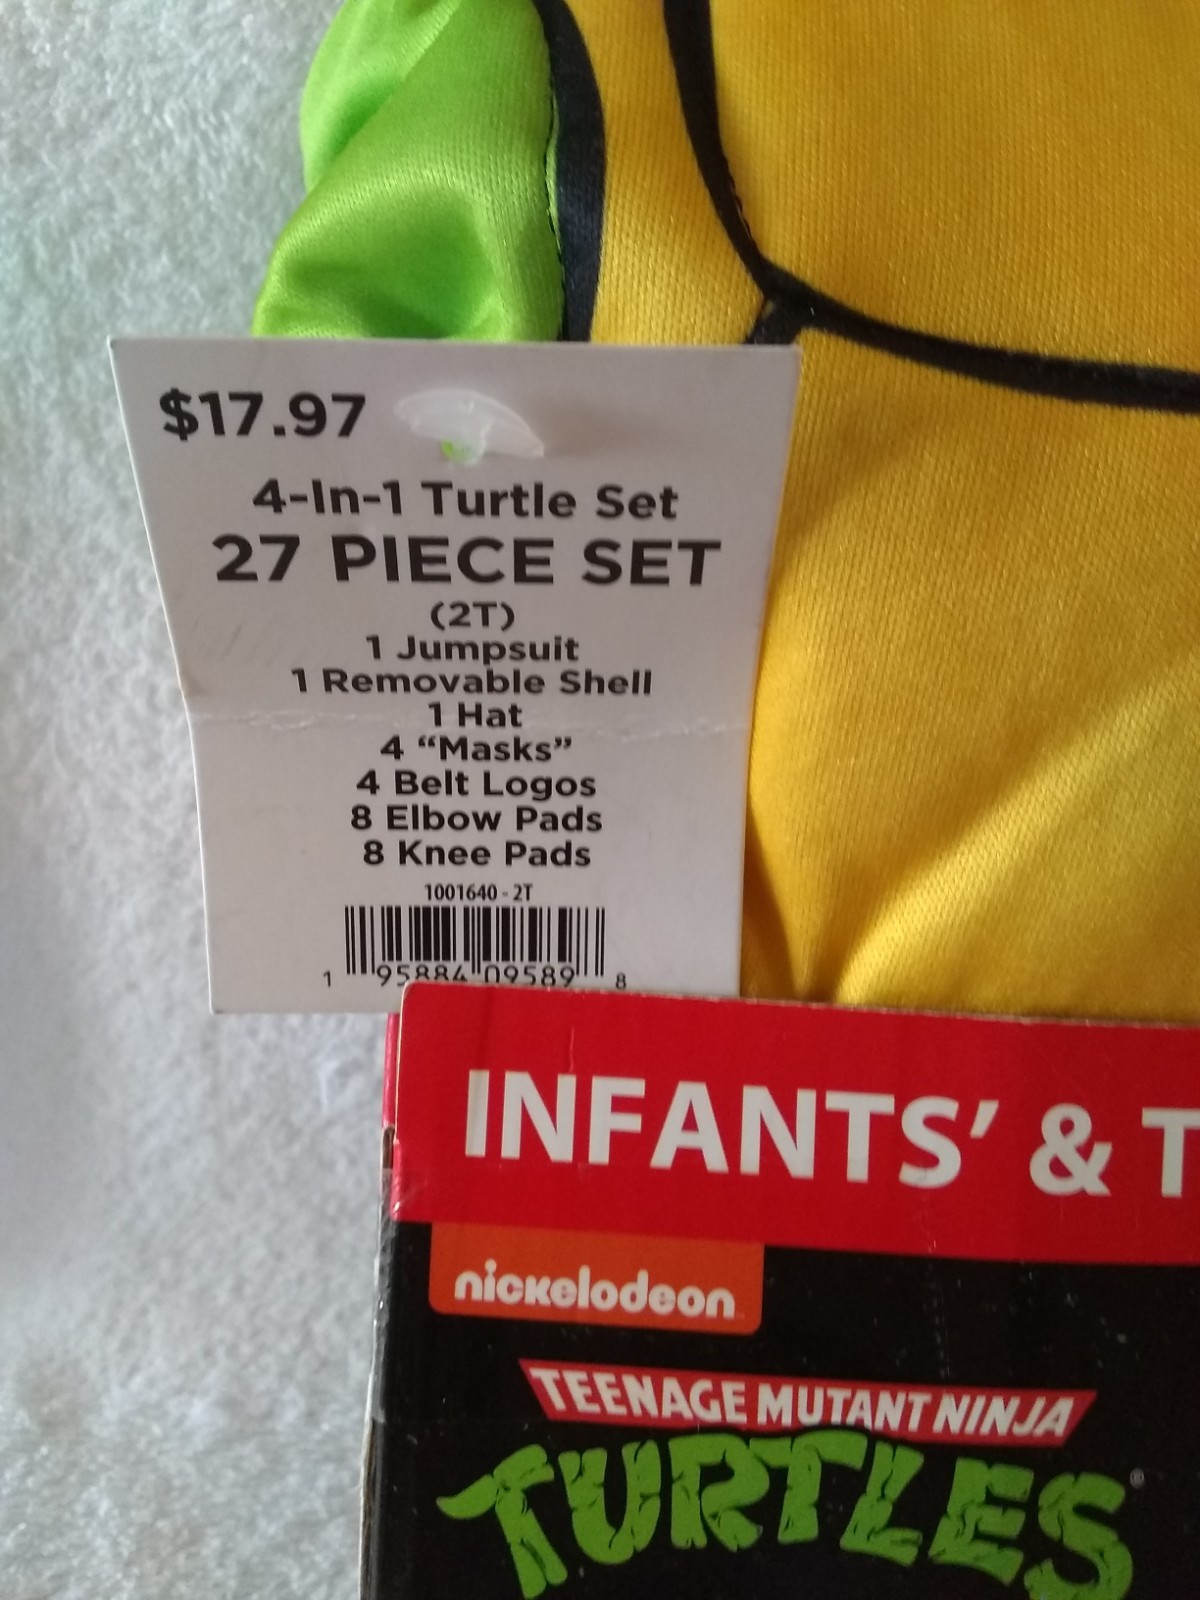 $17.97
4-In-1 Turtle Set
27 PIECE SET
(2T)
1 Jumpsuit
1 Removable Shell
1 Hat
4 “Masks”
4 Belt Logos
8 Elbow Pads
8 Knee Pads
1001640 - 2T
1 95884 09589 8
INFANTS’ & T
nickelodeon
TEENAGE MUTANT NINJA
TURTLES®